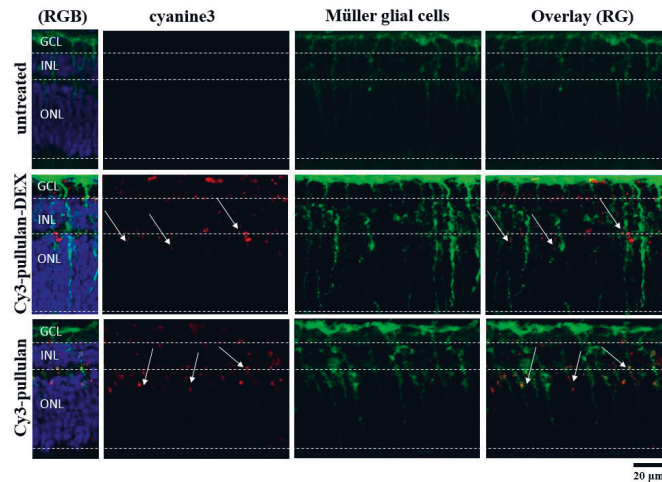 (RGB) cyanine3 Müller glial cells Overlay (RG)
untreated
GCL
INL
ONL
Cy3-pullulan-DEX
GCL
INL
ONL
Cy3-pullulan
GCL
INL
ONL
20 µm